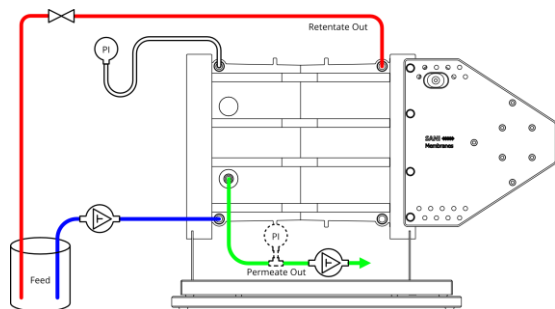 Retentate Out
PI
SANI
Membranes
PI
Feed
Permeate Out